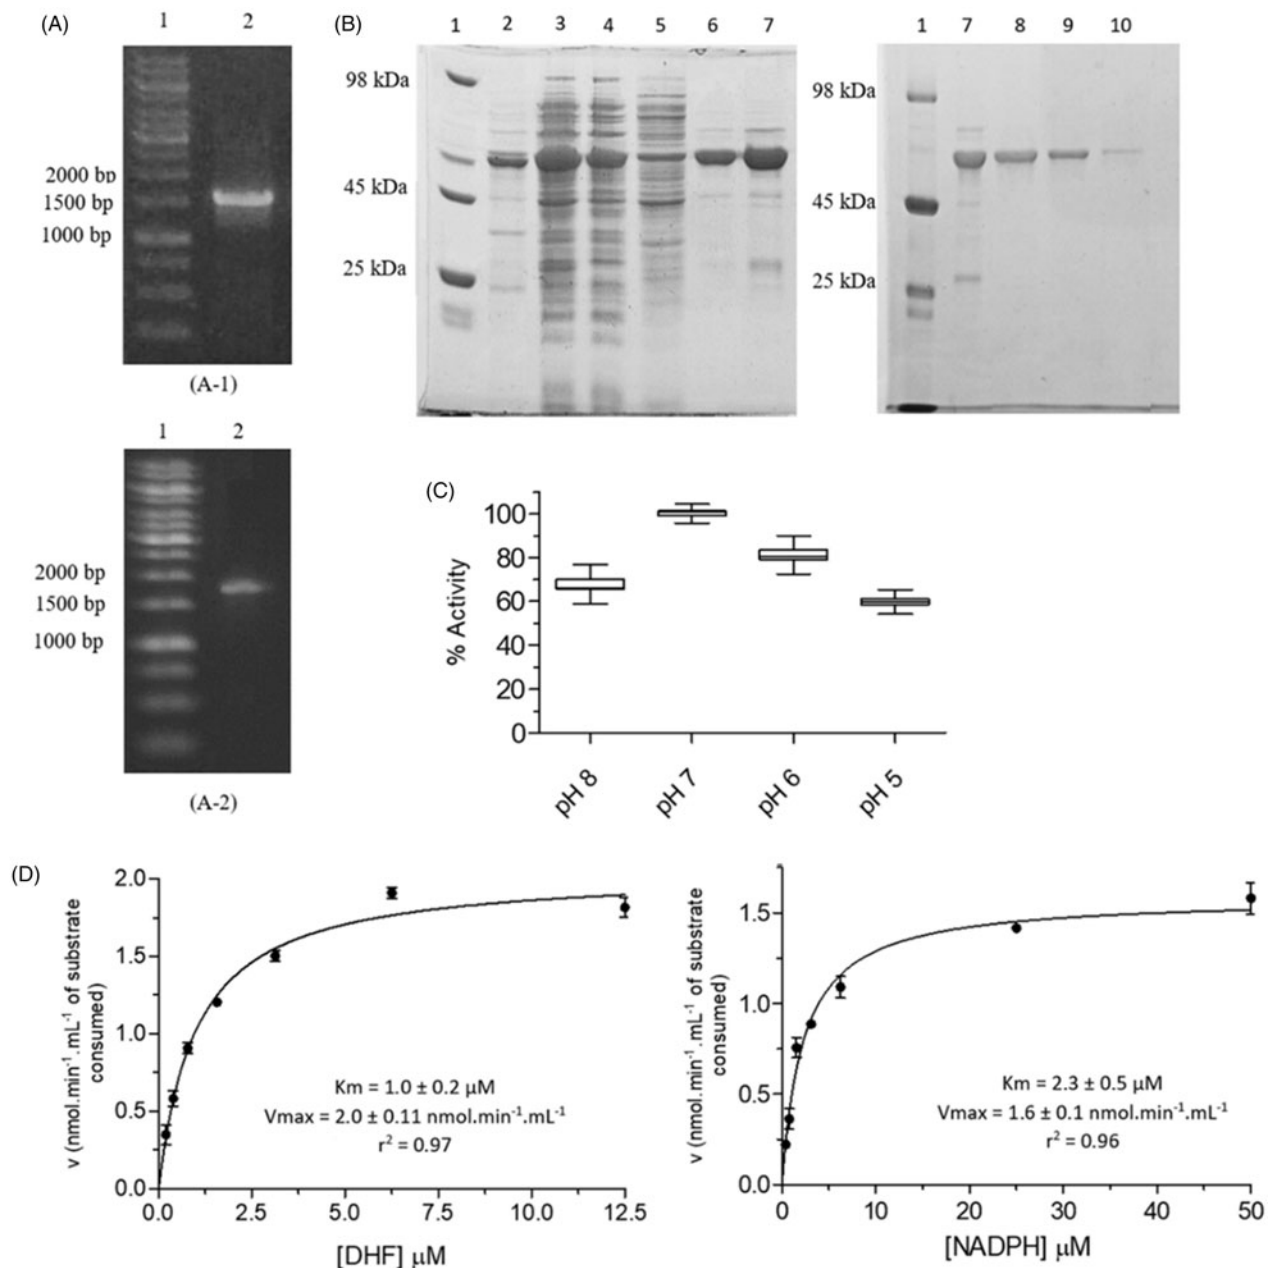 (A)
1 2
2000 bp
1500 bp
1000 bp
(A-1)
1 2
2000 bp
1500 bp
1000 bp
(A-2)
(B)
1 2 3 4 5 6 7
98 kDa
45 kDa
25 kDa
1 7 8 9 10
98 kDa
45 kDa
25 kDa
(C)
% Activity
100
80
60
40
20
0
pH 8 pH 7 pH 6 pH 5
(D)
v (nmol.min⁻¹.mL⁻¹ of substrate
consumed)
2.0
1.5
1.0
0.5
0.0
Km = 1.0 ± 0.2 µM
Vmax = 2.0 ± 0.11 nmol.min⁻¹.mL⁻¹
r² = 0.97
0.0 2.5 5.0 7.5 10.0 12.5
[DHF] µM
v (nmol.min⁻¹.mL⁻¹ of substrate
consumed)
1.5
1.0
0.5
0.0
Km = 2.3 ± 0.5 µM
Vmax = 1.6 ± 0.1 nmol.min⁻¹.mL⁻¹
r² = 0.96
0 10 20 30 40 50
[NADPH] µM